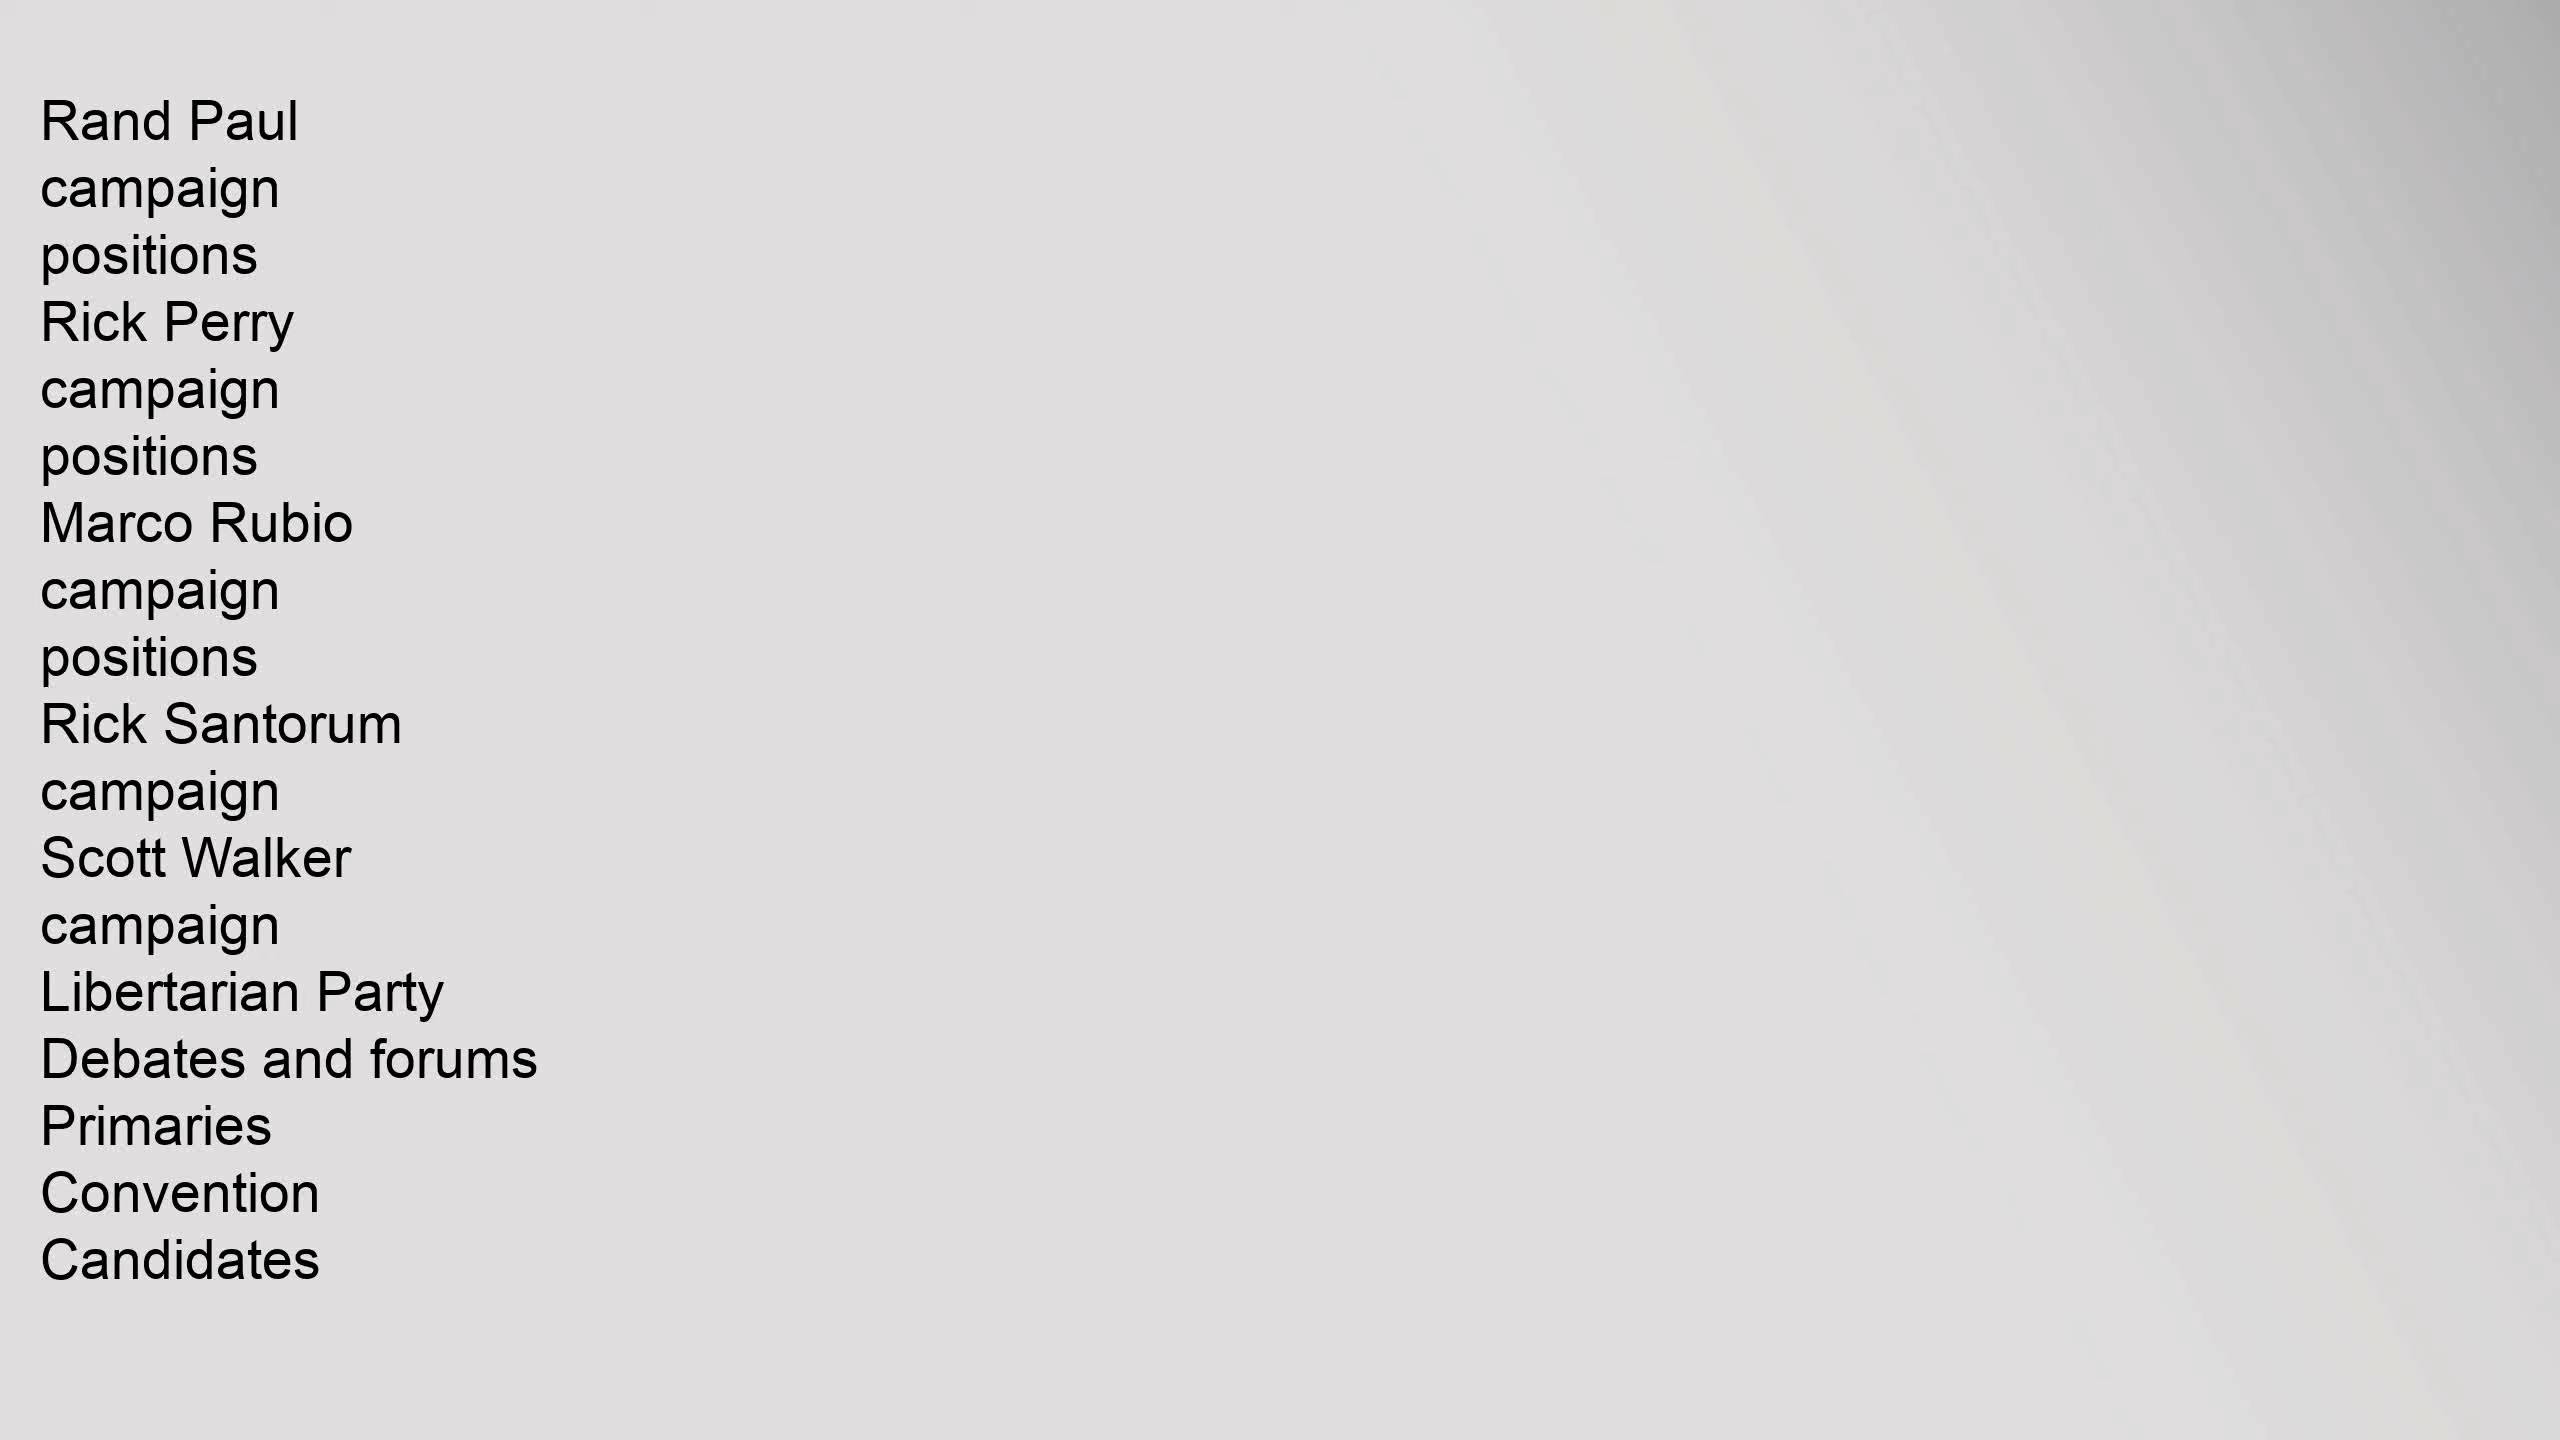 Rand Paul
campaign
positions
Rick Perry
campaign
positions
Marco Rubio
campaign
positions
Rick Santorum
campaign
Scott Walker
campaign
Libertarian Party
Debates and forums
Primaries
Convention
Candidates